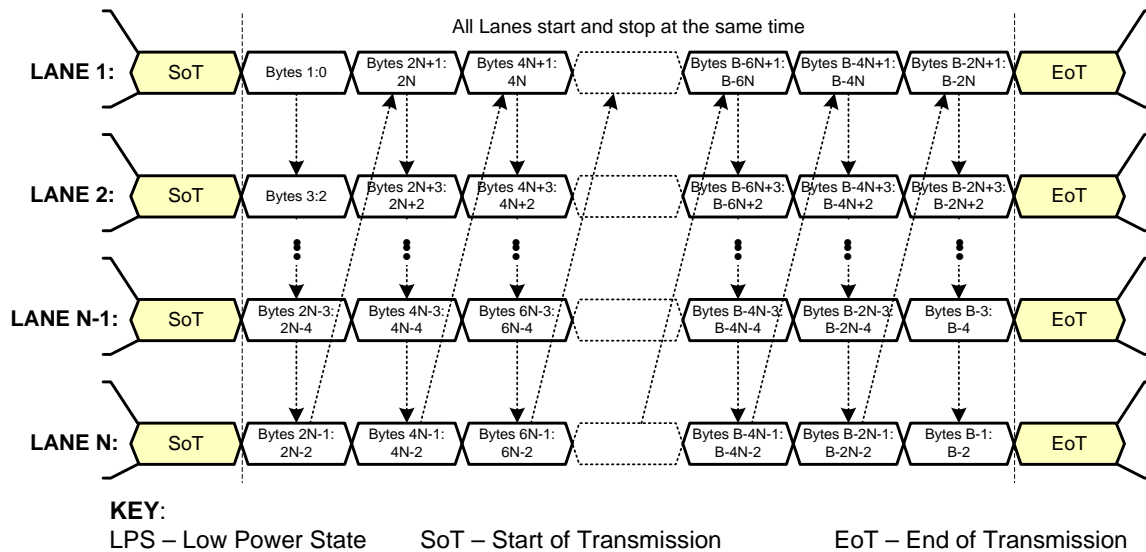 All Lanes start and stop at the same time
LANE 1:
SoT
Bytes 1:0
Bytes 2N+1:
2N
Bytes 4N+1:
4N
Bytes B-6N+1:
B-6N
Bytes B-4N+1:
B-4N
Bytes B-2N+1:
B-2N
EoT
LANE 2:
SoT
Bytes 3:2
Bytes 2N+3:
2N+2
Bytes 4N+3:
4N+2
Bytes B-6N+3:
B-6N+2
Bytes B-4N+3:
B-4N+2
Bytes B-2N+3:
B-2N+2
EoT
LANE N-1:
SoT
Bytes 2N-3:
2N-4
Bytes 4N-3:
4N-4
Bytes 6N-3:
6N-4
Bytes B-4N-3:
B-4N-4
Bytes B-2N-3:
B-2N-4
Bytes B-3:
B-4
EoT
LANE N:
SoT
Bytes 2N-1:
2N-2
Bytes 4N-1:
4N-2
Bytes 6N-1:
6N-2
Bytes B-4N-1:
B-4N-2
Bytes B-2N-1:
B-2N-2
Bytes B-1:
B-2
EoT
KEY:
LPS – Low Power State SoT – Start of Transmission EoT – End of Transmission